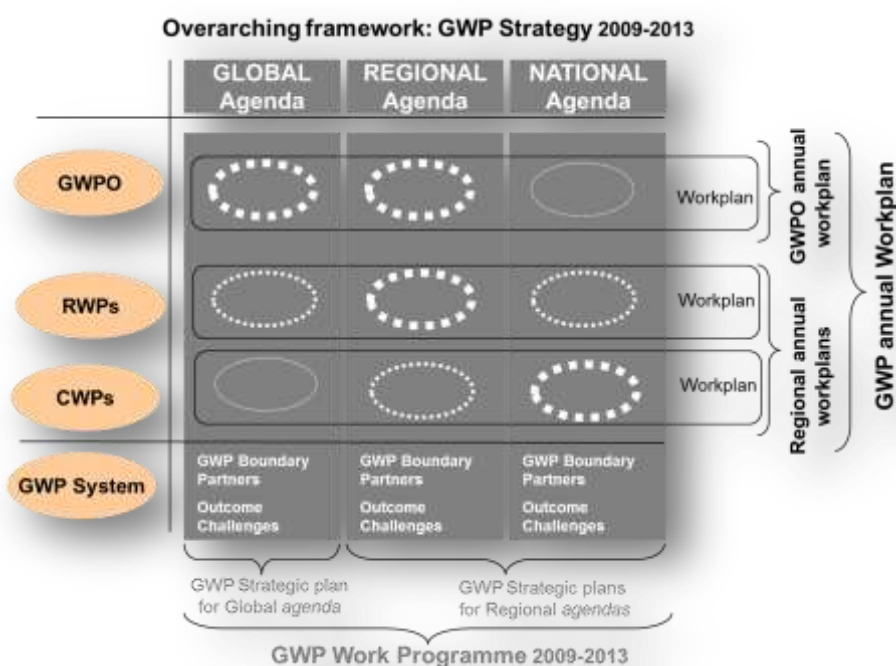 Overarching framework: GWP Strategy 2009-2013
GLOBAL
Agenda
REGIONAL
Agenda
NATIONAL
Agenda
GWPO
Workplan
GWPO annual
workplan
RWPs
Workplan
CWPs
Workplan
Regional annual
workplans
GWP annual Workplan
GWP System
GWP Boundary
Partners
Outcome
Challenges
GWP Boundary
Partners
Outcome
Challenges
GWP Boundary
Partners
Outcome
Challenges
GWP Strategic plan
for Global agenda
GWP Strategic plans
for Regional agendas
GWP Work Programme 2009-2013